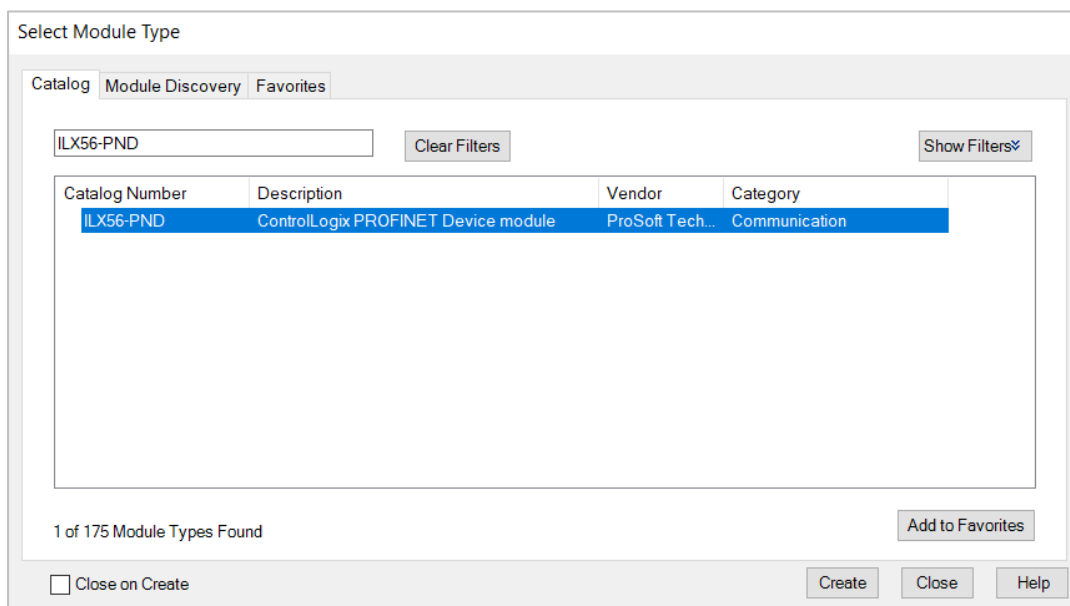 Select Module Type
Catalog Module Discovery Favorites
ILX56-PND Clear Filters Show Filters
Catalog Number Description Vendor Category
ILX56-PND ControlLogix PROFINET Device module ProSoft Tech... Communication
1 of 175 Module Types Found Add to Favorites
Close on Create Create Close Help